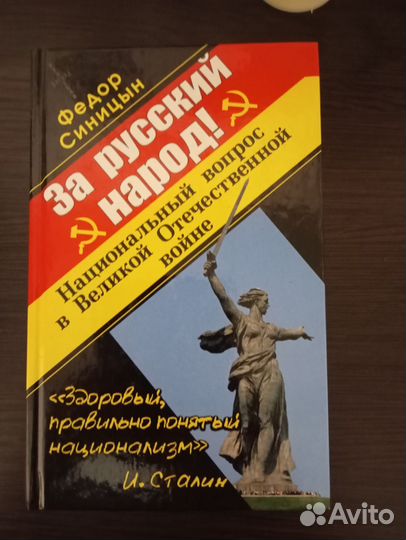 Федор
Синицын
За русский
народ!
Национальный вопрос
в Великой Отечественной
войне
«Здоровый,
правильно понятый
национализм»
И. Сталин
Avito